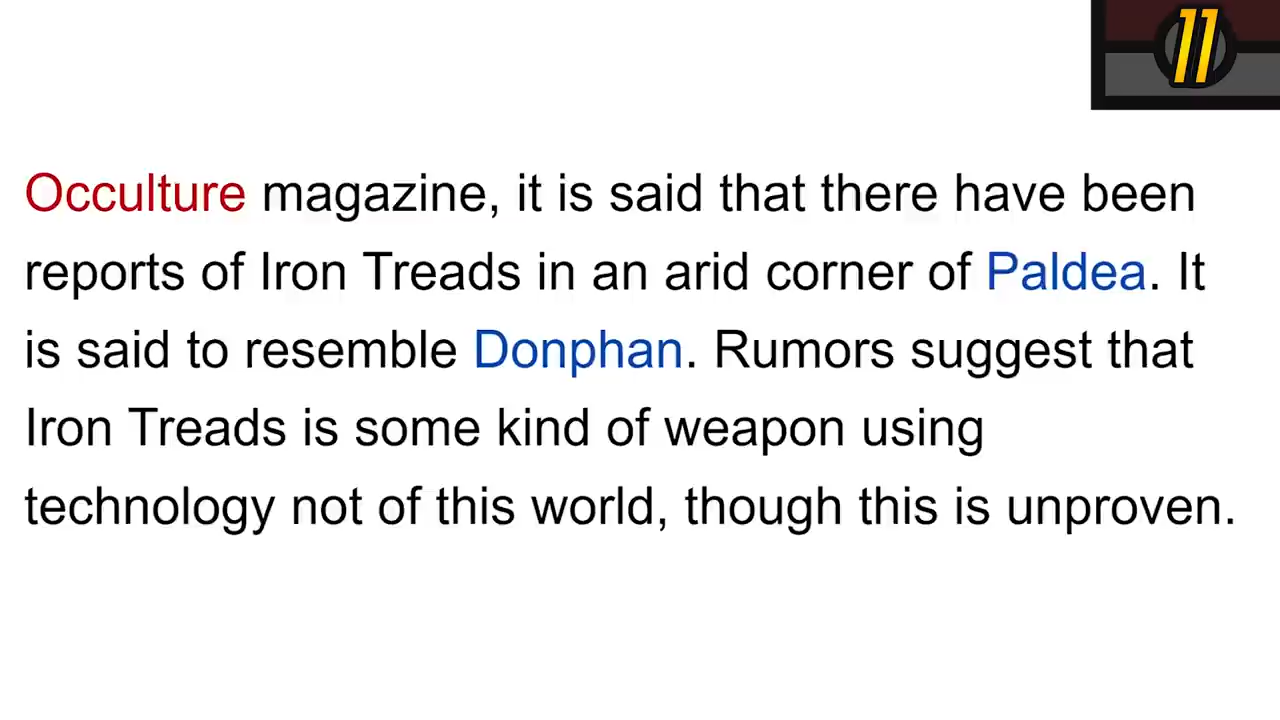 11
Occulture magazine, it is said that there have been
reports of Iron Treads in an arid corner of Paldea. It
is said to resemble Donphan. Rumors suggest that
Iron Treads is some kind of weapon using
technology not of this world, though this is unproven.